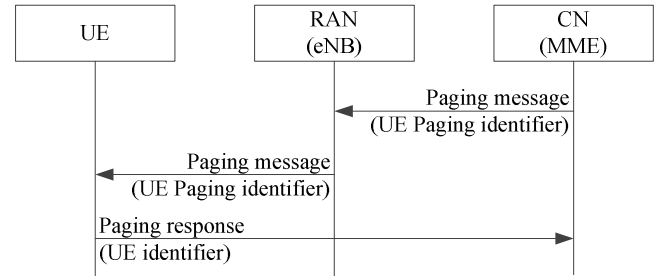 UE
RAN
(eNB)
CN
(MME)
Paging message
(UE Paging identifier)
Paging message
(UE Paging identifier)
Paging response
(UE identifier)